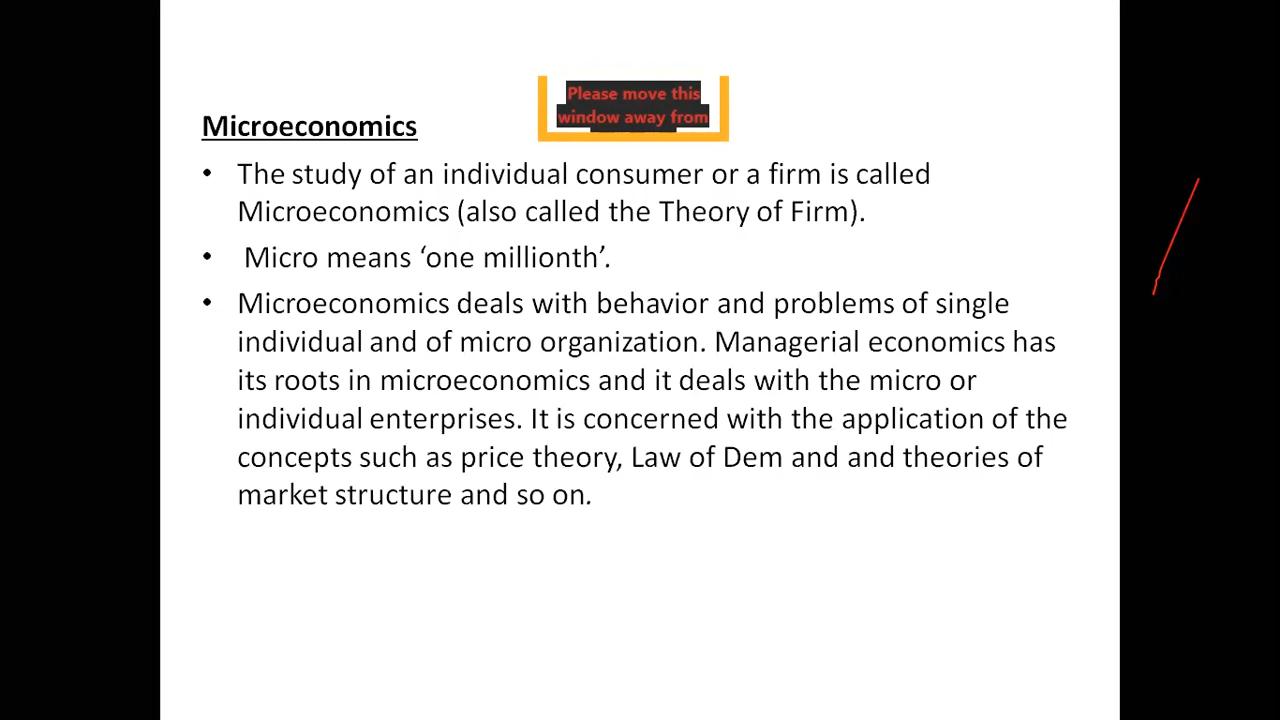 Please move this
window away from
Microeconomics
• The study of an individual consumer or a firm is called
Microeconomics (also called the Theory of Firm).
• Micro means ‘one millionth’.
• Microeconomics deals with behavior and problems of single
individual and of micro organization. Managerial economics has
its roots in microeconomics and it deals with the micro or
individual enterprises. It is concerned with the application of the
concepts such as price theory, Law of Dem and and theories of
market structure and so on.